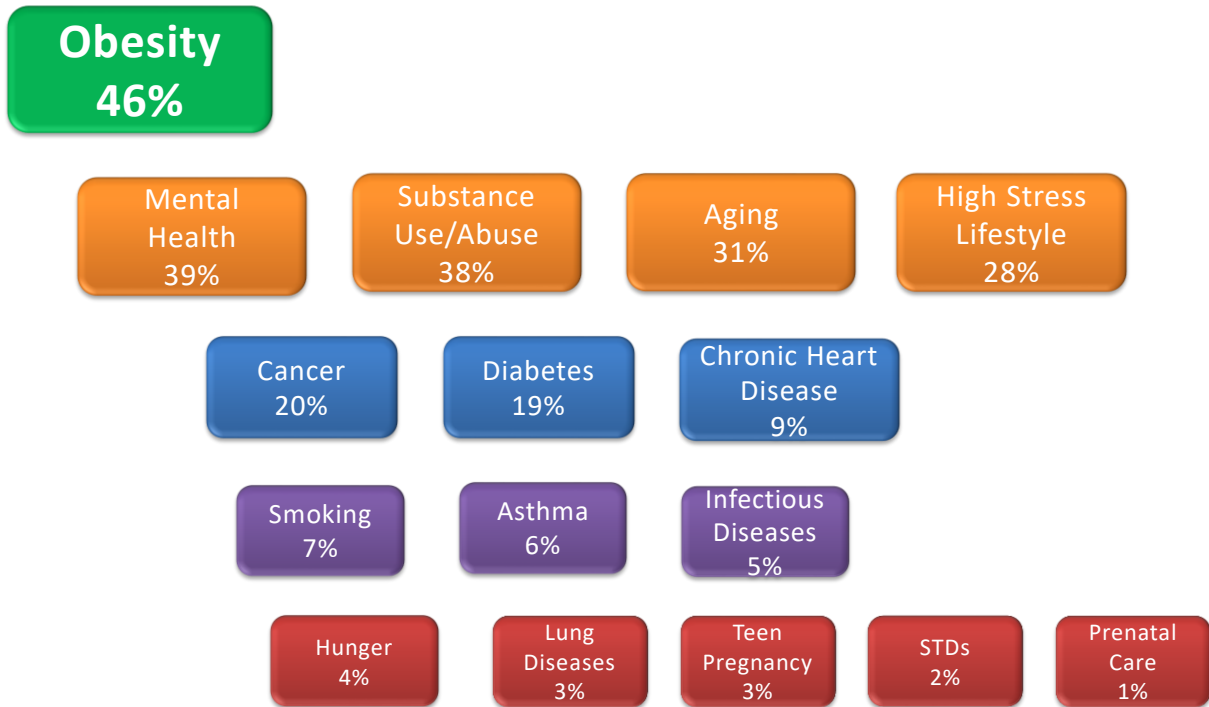 Obesity
46%
Mental
Health
39%
Substance
Use/Abuse
38%
Aging
31%
High Stress
Lifestyle
28%
Cancer
20%
Diabetes
19%
Chronic Heart
Disease
9%
Smoking
7%
Asthma
6%
Infectious
Diseases
5%
Hunger
4%
Lung
Diseases
3%
Teen
Pregnancy
3%
STDs
2%
Prenatal
Care
1%